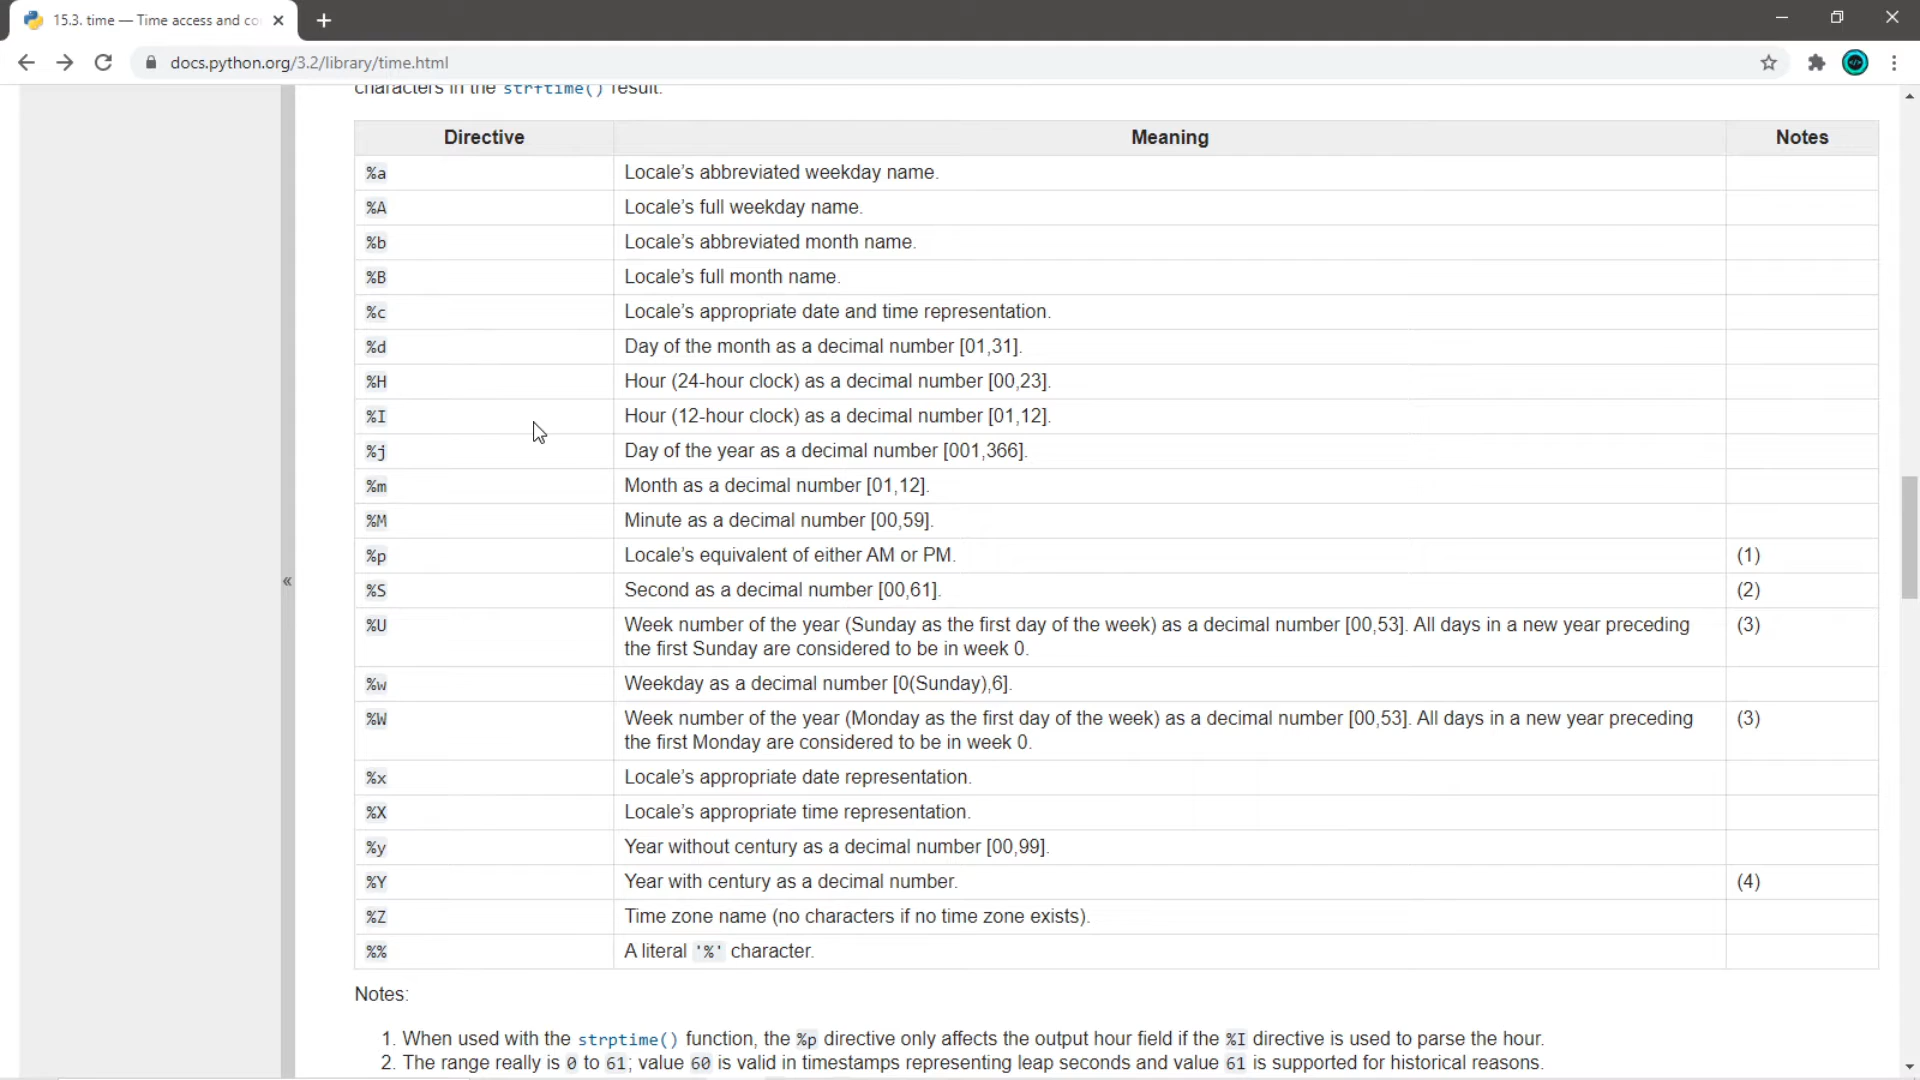 15.3. time — Time access and co
docs.python.org/3.2/library/time.html
characters in the strftime() result.
Directive Meaning Notes
%a Locale’s abbreviated weekday name.
%A Locale’s full weekday name.
%b Locale’s abbreviated month name.
%B Locale’s full month name.
%c Locale’s appropriate date and time representation.
%d Day of the month as a decimal number [01,31].
%H Hour (24-hour clock) as a decimal number [00,23].
%I Hour (12-hour clock) as a decimal number [01,12].
%j Day of the year as a decimal number [001,366].
%m Month as a decimal number [01,12].
%M Minute as a decimal number [00,59].
%p Locale’s equivalent of either AM or PM. (1)
%S Second as a decimal number [00,61]. (2)
%U Week number of the year (Sunday as the first day of the week) as a decimal number [00,53]. All days in a new year preceding (3)
the first Sunday are considered to be in week 0.
%w Weekday as a decimal number [0(Sunday),6].
%W Week number of the year (Monday as the first day of the week) as a decimal number [00,53]. All days in a new year preceding (3)
the first Monday are considered to be in week 0.
%x Locale’s appropriate date representation.
%X Locale’s appropriate time representation.
%y Year without century as a decimal number [00,99].
%Y Year with century as a decimal number. (4)
%Z Time zone name (no characters if no time zone exists).
%% A literal '%' character.
«
Notes:
1. When used with the strptime() function, the %p directive only affects the output hour field if the %I directive is used to parse the hour.
2. The range really is 0 to 61; value 60 is valid in timestamps representing leap seconds and value 61 is supported for historical reasons.